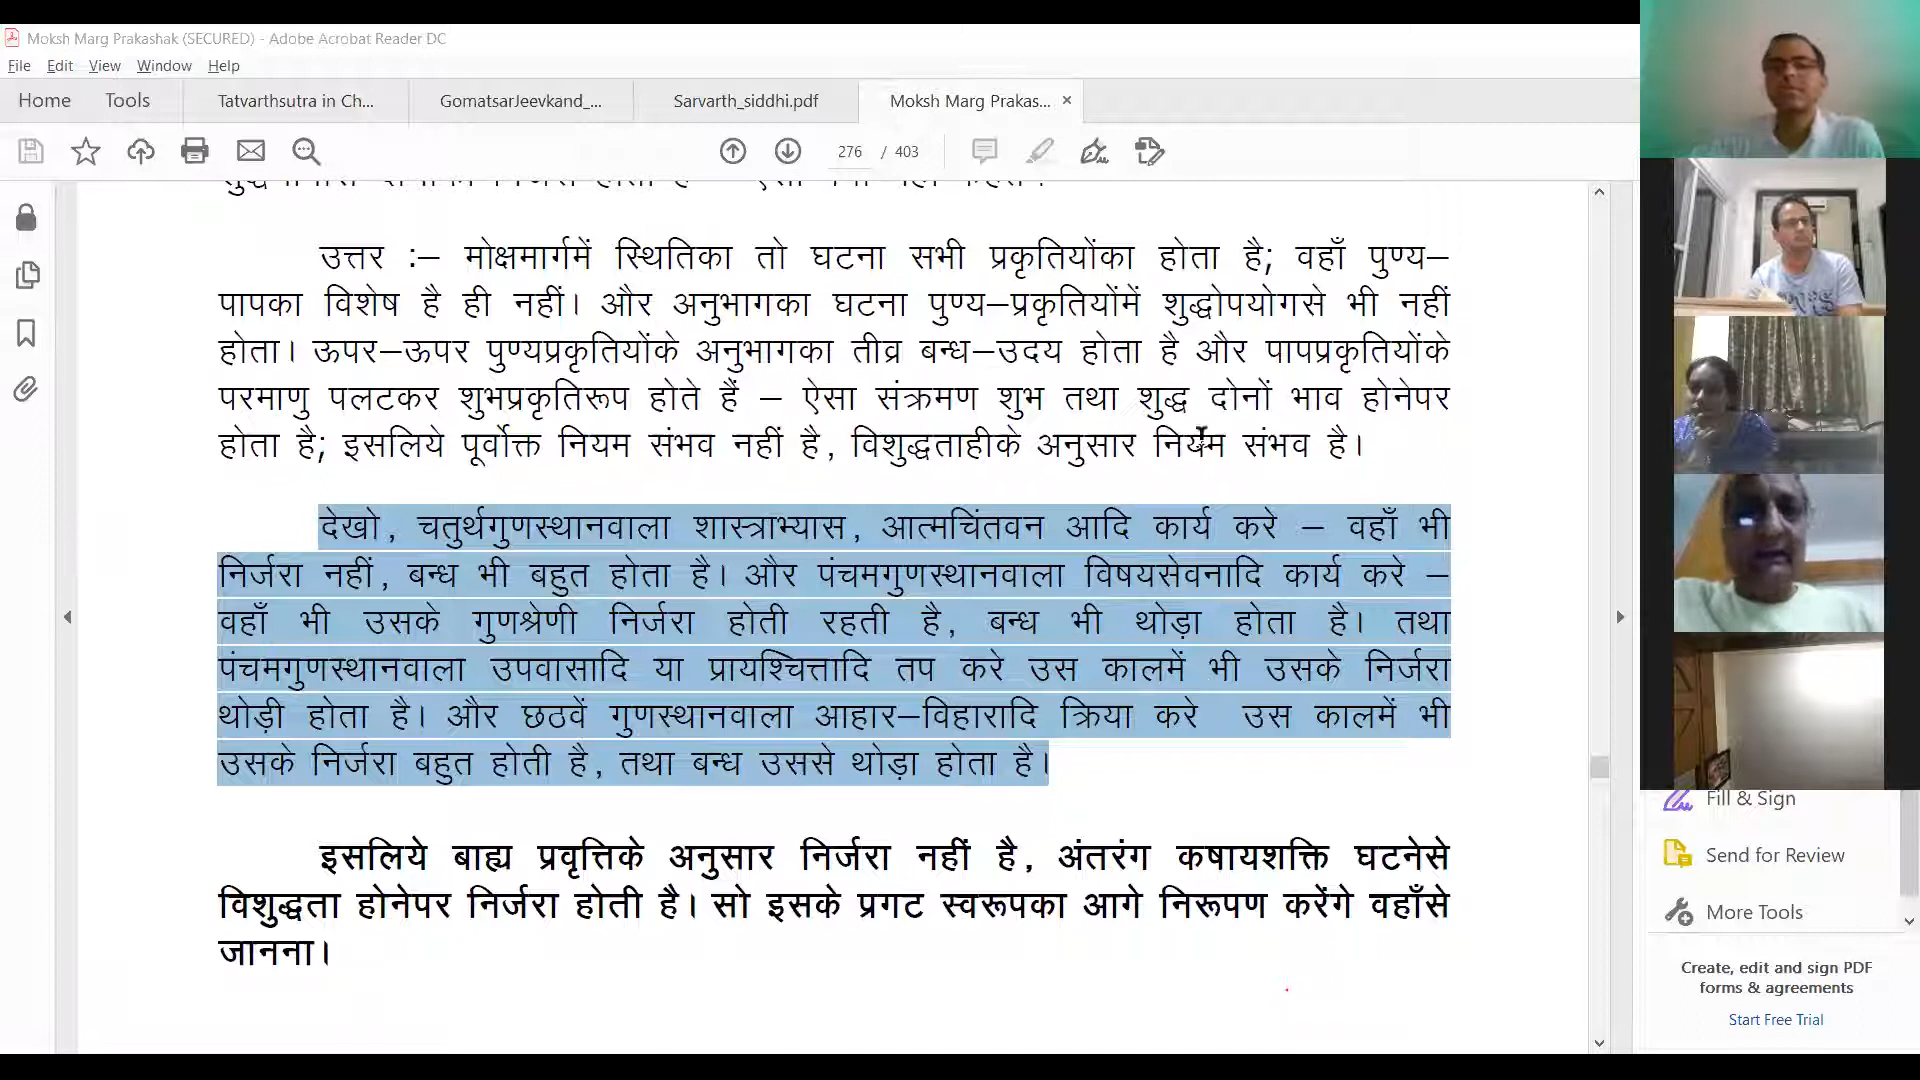 Moksh Marg Prakashak (SECURED) - Adobe Acrobat Reader DC
File Edit View Window Help
Home Tools Tatvarthsutra in Ch... GomatsarJeevkand_... Sarvarth_siddhi.pdf Moksh Marg Prakas... ×
276 / 403
उत्तर :– मोक्षमार्गमें स्थितिका तो घटना सभी प्रकृतियोंका होता है; वहाँ पुण्य–
पापका विशेष है ही नहीं। और अनुभागका घटना पुण्य–प्रकृतियोंमें शुद्धोपयोगसे भी नहीं
होता। ऊपर–ऊपर पुण्यप्रकृतियोंके अनुभागका तीव्र बन्ध–उदय होता है और पापप्रकृतियोंके
परमाणु पलटकर शुभप्रकृतिरूप होते हैं – ऐसा संक्रमण शुभ तथा शुद्ध दोनों भाव होनेपर
होता है; इसलिये पूर्वोक्त नियम संभव नहीं है, विशुद्धताहीके अनुसार नियम संभव है।
देखो, चतुर्थगुणस्थानवाला शास्त्राभ्यास, आत्मचिंतवन आदि कार्य करे – वहाँ भी
निर्जरा नहीं, बन्ध भी बहुत होता है। और पंचमगुणस्थानवाला विषयसेवनादि कार्य करे –
वहाँ भी उसके गुणश्रेणी निर्जरा होती रहती है, बन्ध भी थोड़ा होता है। तथा
पंचमगुणस्थानवाला उपवासादि या प्रायश्चित्तादि तप करे उस कालमें भी उसके निर्जरा
थोड़ी होता है। और छठवें गुणस्थानवाला आहार–विहारादि क्रिया करे उस कालमें भी
उसके निर्जरा बहुत होती है, तथा बन्ध उससे थोड़ा होता है।
इसलिये बाह्य प्रवृत्तिके अनुसार निर्जरा नहीं है, अंतरंग कषायशक्ति घटनेसे
विशुद्धता होनेपर निर्जरा होती है। सो इसके प्रगट स्वरूपका आगे निरूपण करेंगे वहाँसे
जानना।
Fill & Sign
Send for Review
More Tools
Create, edit and sign PDF
forms & agreements
Start Free Trial